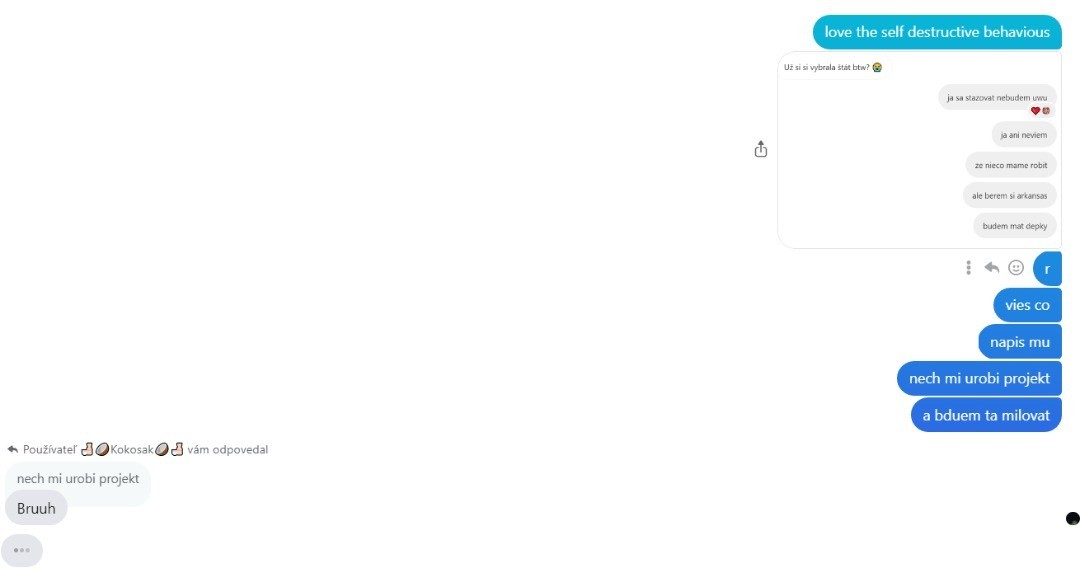 love the self destructive behavious
Už si si vybrala štát btw? 😭
ja sa stazovat nebudem uwu
ja ani neviem
ze nieco mame robit
ale berem si arkansas
budem mat depky
r
vies co
napis mu
nech mi urobi projekt
a bduem ta milovat
Používateľ 🦶🥥Kokosak🥥🦶 vám odpovedal
nech mi urobi projekt
Bruuh